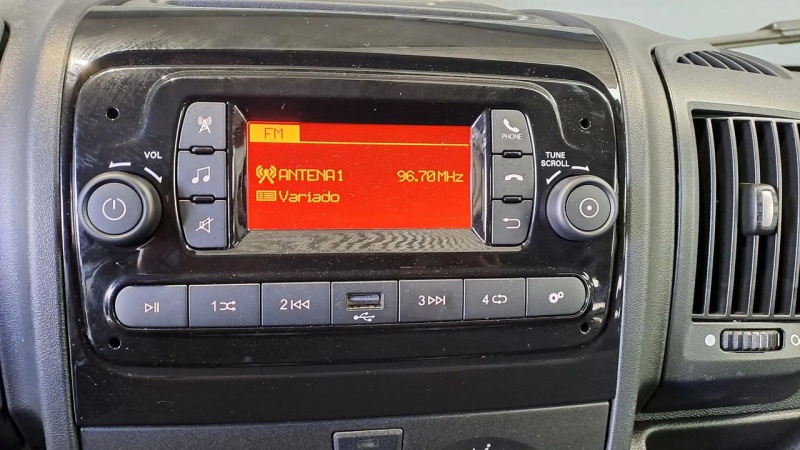 FM
VOL
PHONE
TUNE
SCROLL
ANTENA1 96.70MHz
Variado
1
2
3
4